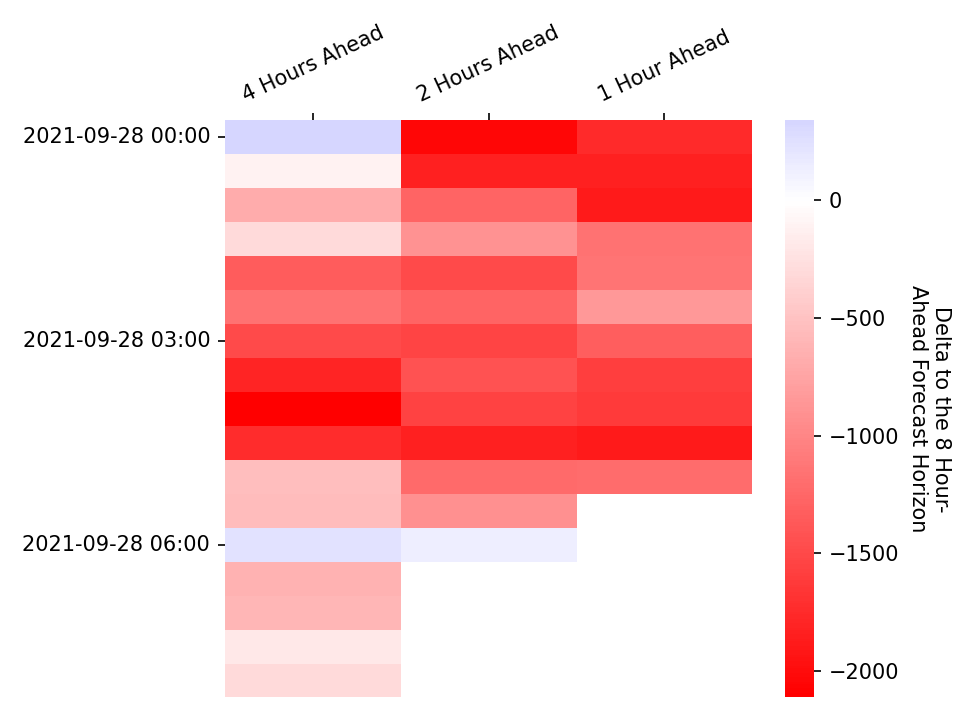 4 Hours Ahead
2 Hours Ahead
1 Hour Ahead
2021-09-28 00:00
2021-09-28 03:00
2021-09-28 06:00
0
−500
−1000
−1500
−2000
Delta to the 8 Hour-
Ahead Forecast Horizon